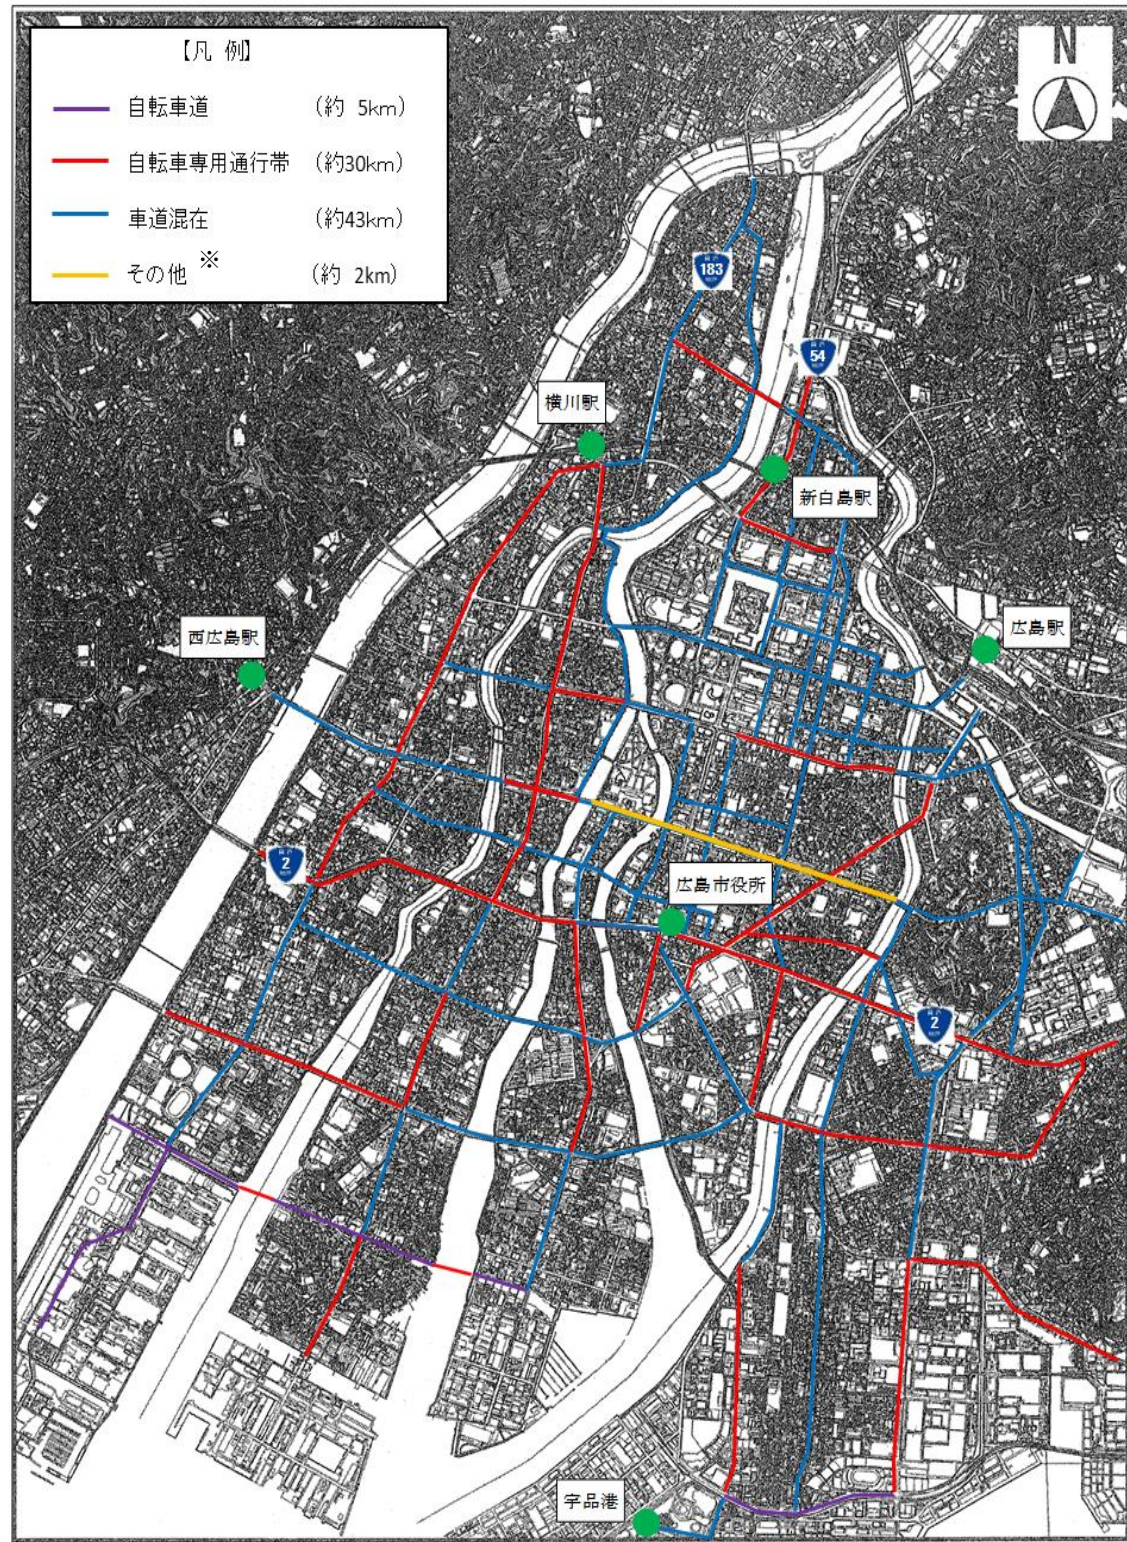 【凡 例】
自転車道 (約 5km)
自転車専用通行帯 (約30km)
車道混在 (約43km)
その他 ※ (約 2km)
N
183
54
横川駅
新白島駅
西広島駅
広島駅
2
広島市役所
2
宇品港